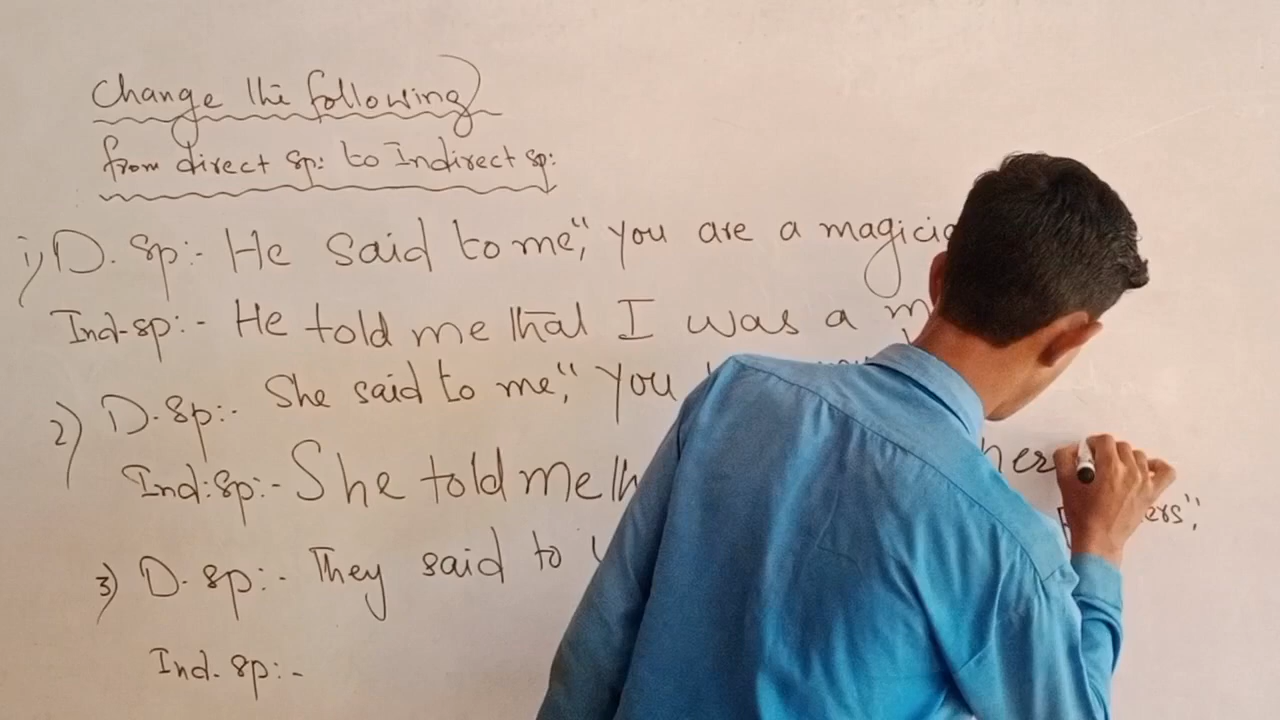 Change the following
from direct sp: to Indirect sp:
i) D. Sp:- He said to me," you are a magici
Ind-sp:- He told me that I was a m
2) D. Sp:- She said to me," you
Ind:Sp:- She told me th her
ers",
3) D. Sp:- They said to
Ind. Sp:-